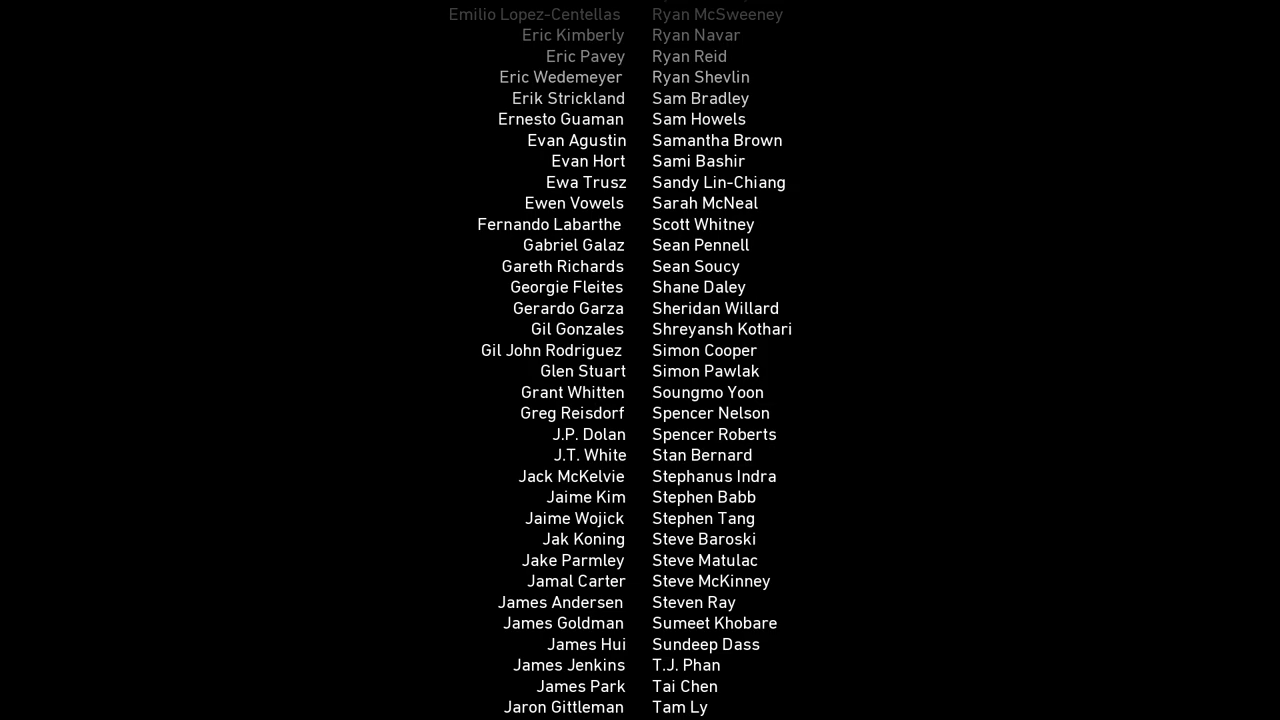 Emilio Lopez-Centellas Ryan McSweeney
Eric Kimberly Ryan Navar
Eric Pavey Ryan Reid
Eric Wedemeyer Ryan Shevlin
Erik Strickland Sam Bradley
Ernesto Guaman Sam Howels
Evan Agustin Samantha Brown
Evan Hort Sami Bashir
Ewa Trusz Sandy Lin-Chiang
Ewen Vowels Sarah McNeal
Fernando Labarthe Scott Whitney
Gabriel Galaz Sean Pennell
Gareth Richards Sean Soucy
Georgie Fleites Shane Daley
Gerardo Garza Sheridan Willard
Gil Gonzales Shreyansh Kothari
Gil John Rodriguez Simon Cooper
Glen Stuart Simon Pawlak
Grant Whitten Soungmo Yoon
Greg Reisdorf Spencer Nelson
J.P. Dolan Spencer Roberts
J.T. White Stan Bernard
Jack McKelvie Stephanus Indra
Jaime Kim Stephen Babb
Jaime Wojick Stephen Tang
Jak Koning Steve Baroski
Jake Parmley Steve Matulac
Jamal Carter Steve McKinney
James Andersen Steven Ray
James Goldman Sumeet Khobare
James Hui Sundeep Dass
James Jenkins T.J. Phan
James Park Tai Chen
Jaron Gittleman Tam Ly